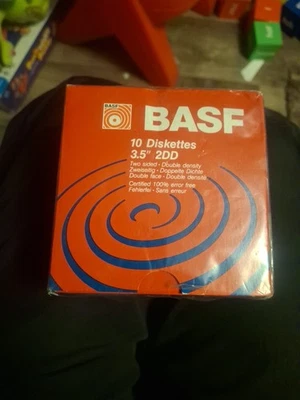 BASF
BASF
10 Diskettes
3.5" 2DD
Two sided - Double density
Zweiseitig - Doppelte Dichte
Double face - Double densité
Certified 100% error free
Fehlerfrei - Sans erreur